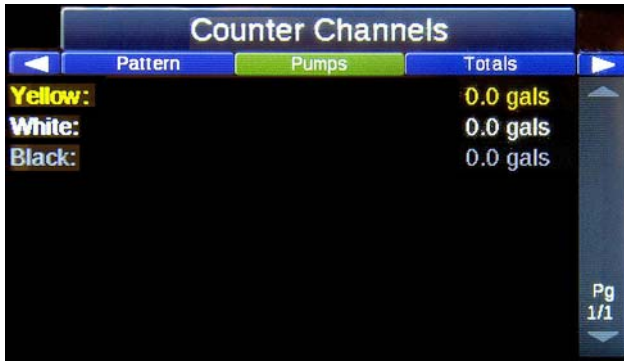 Counter Channels
Pattern Pumps Totals
Yellow: 0.0 gals
White: 0.0 gals
Black: 0.0 gals
Pg
1/1